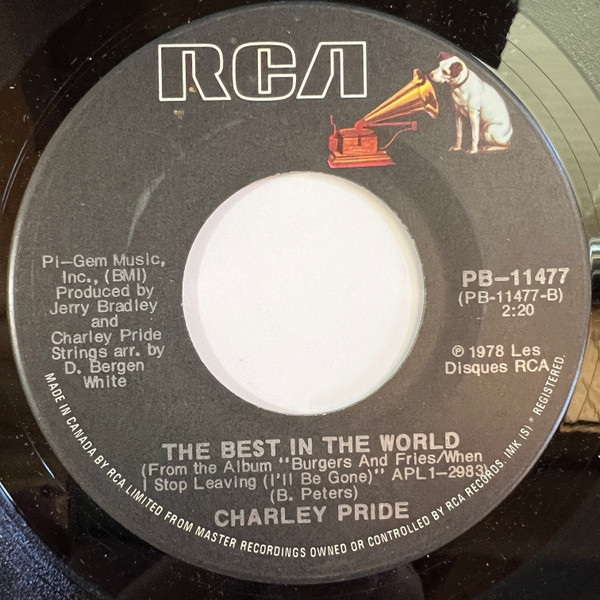 RCA
Pi-Gem Music,
Inc., (BMI)
Produced by
Jerry Bradley
and
Charley Pride
Strings arr. by
D. Bergen
White
PB-11477
(PB-11477-B)
2:20
℗ 1978 Les
Disques RCA
THE BEST IN THE WORLD
(From the Album "Burgers And Fries/When
I Stop Leaving (I'll Be Gone)" APL1-2983)
(B. Peters)
CHARLEY PRIDE
MADE IN CANADA BY RCA LIMITED FROM MASTER RECORDINGS OWNED OR CONTROLLED BY RCA RECORDS. TMK (S) ® REGISTERED.